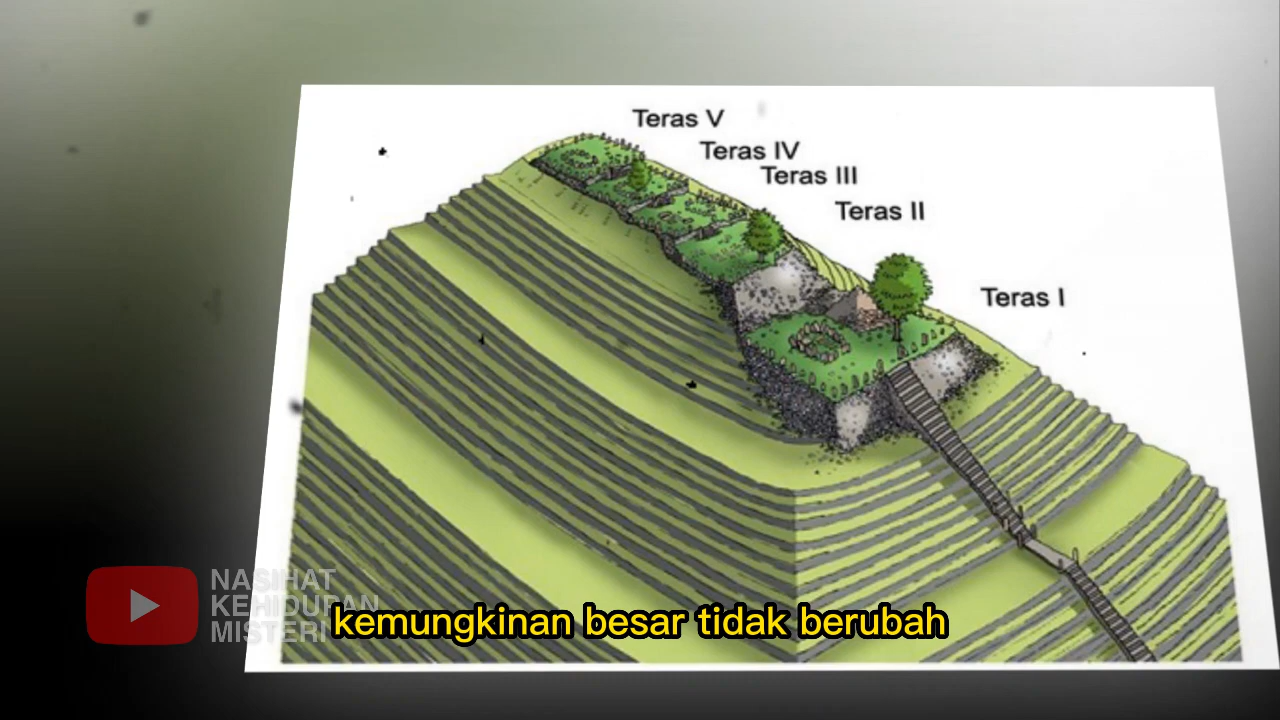 Teras V
Teras IV
Teras III
Teras II
Teras I
NASIHAT
KEHIDUPAN
MISTERI
kemungkinan besar tidak berubah